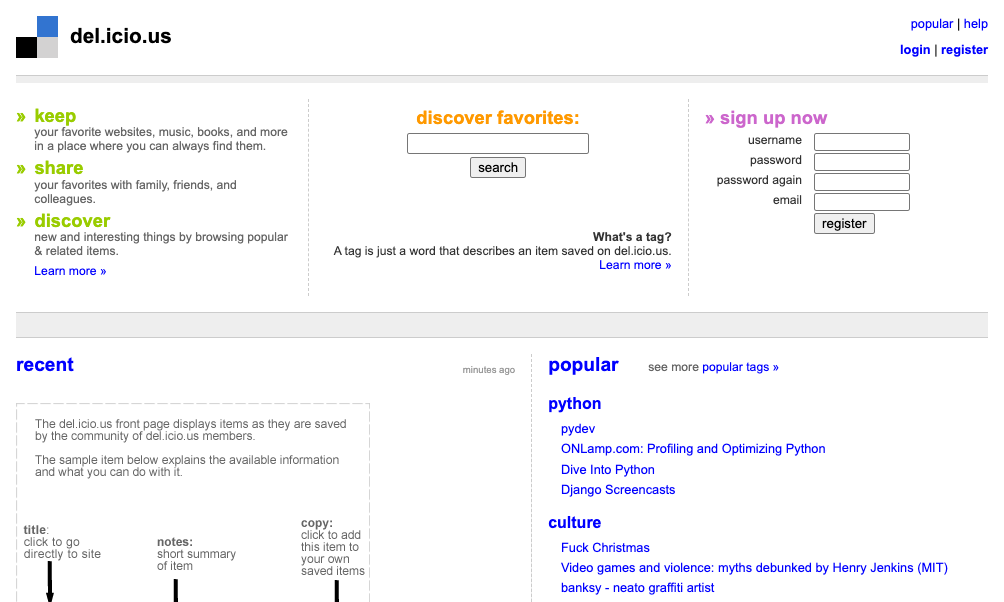 del.icio.us
popular | help
login | register
» keep
your favorite websites, music, books, and more
in a place where you can always find them.
» share
your favorites with family, friends, and
colleagues.
» discover
new and interesting things by browsing popular
& related items.
Learn more »
discover favorites:
search
What's a tag?
A tag is just a word that describes an item saved on del.icio.us.
Learn more »
» sign up now
username
password
password again
email
register
recent
minutes ago
The del.icio.us front page displays items as they are saved
by the community of del.icio.us members.
The sample item below explains the available information
and what you can do with it.
title:
click to go
directly to site
notes:
short summary
of item
copy:
click to add
this item to
your own
saved items
popular
see more popular tags »
python
pydev
ONLamp.com: Profiling and Optimizing Python
Dive Into Python
Django Screencasts
culture
Fuck Christmas
Video games and violence: myths debunked by Henry Jenkins (MIT)
banksy - neato graffiti artist